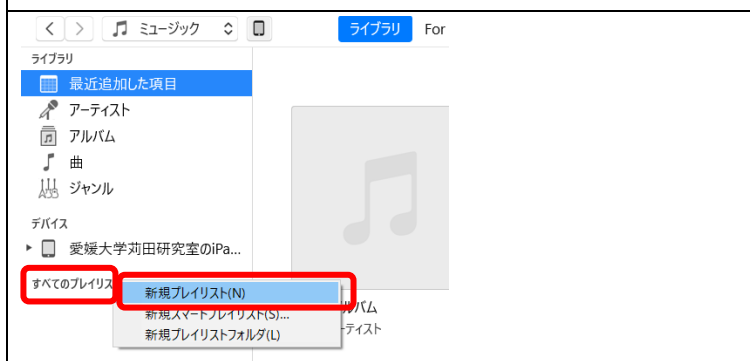 ミュージック
ライブラリ For
ライブラリ
最近追加した項目
アーティスト
アルバム
曲
ジャンル
デバイス
愛媛大学苅田研究室のiPa...
すべてのプレイリス
新規プレイリスト(N)
新規スマートプレイリスト(S)...
新規プレイリストフォルダ(L)
ルバム
ーティスト